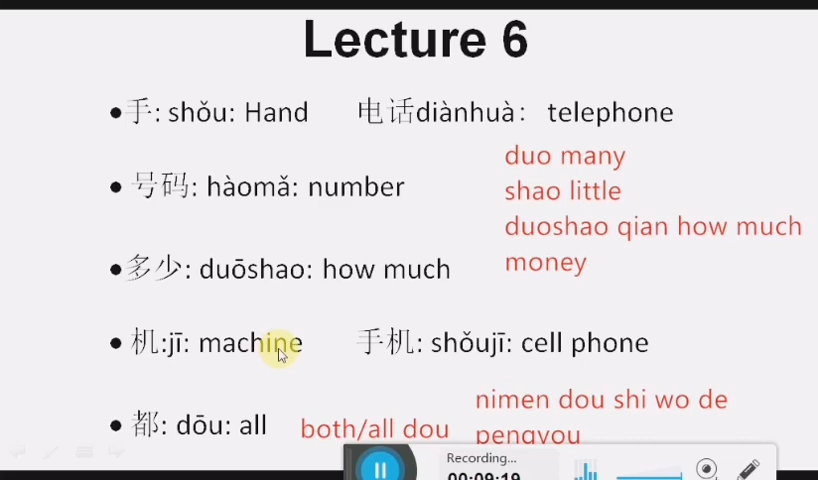 Lecture 6
●手: shǒu: Hand 电话diànhuà： telephone
duo many
● 号码: hàomǎ: number
shao little
duoshao qian how much
money
●多少: duōshao: how much
● 机:jī: machine 手机: shǒujī: cell phone
nimen dou shi wo de
pengyou
● 都: dōu: all both/all dou
Recording...
00:09:19